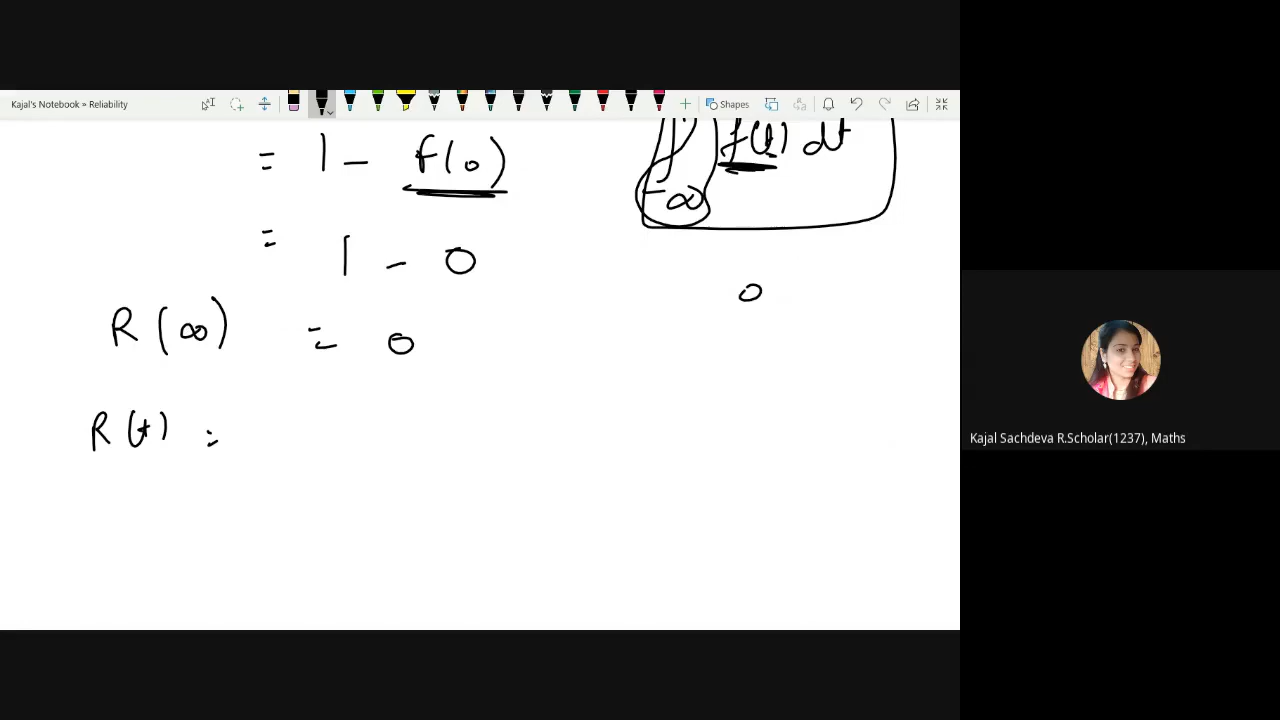 Kajal's Notebook » Reliability
Shapes
= 1 - f(0)
f(t) dt
-∞
= 1 - 0
0
R(∞) = 0
R(t) =
Kajal Sachdeva R.Scholar(1237), Maths